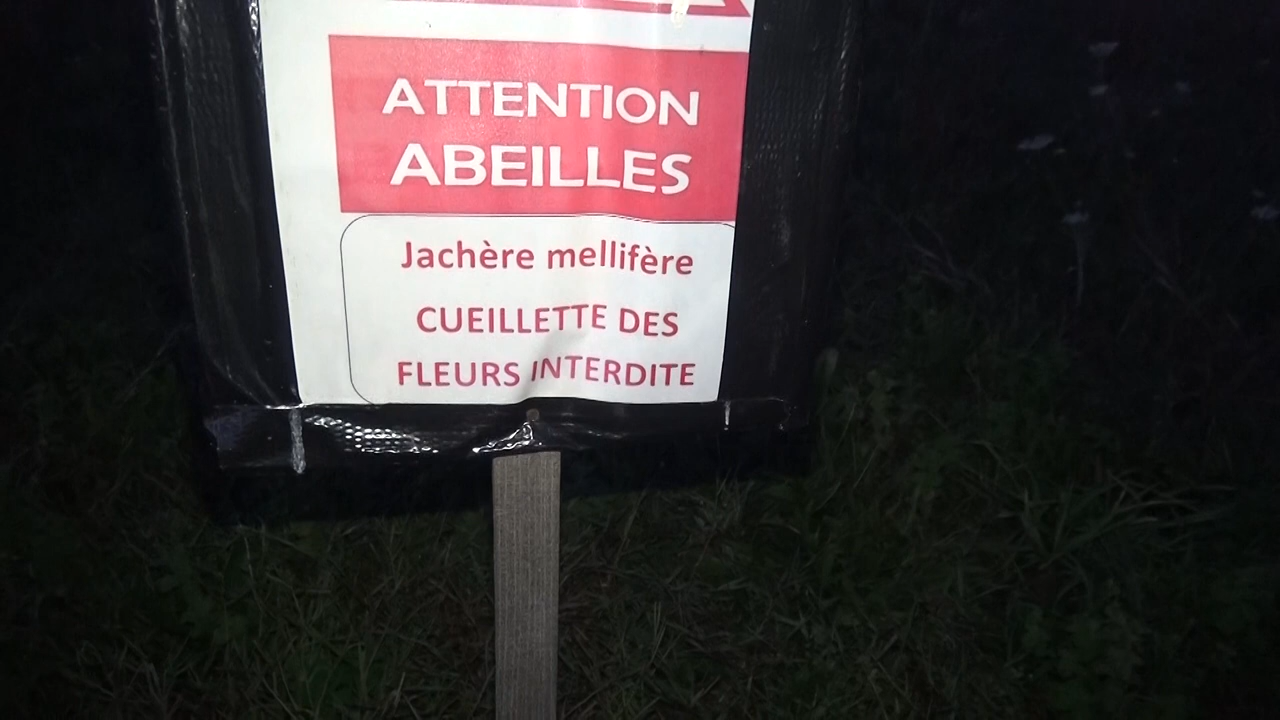 ATTENTION
ABEILLES
Jachère mellifère
CUEILLETTE DES
FLEURS INTERDITE